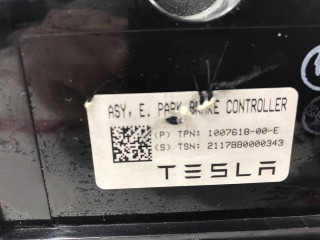 ASY, E. PARK BRAKE CONTROLLER
(P) TPN: 1007618-00-E
(S) TSN: 2117BB0000343
TESLA